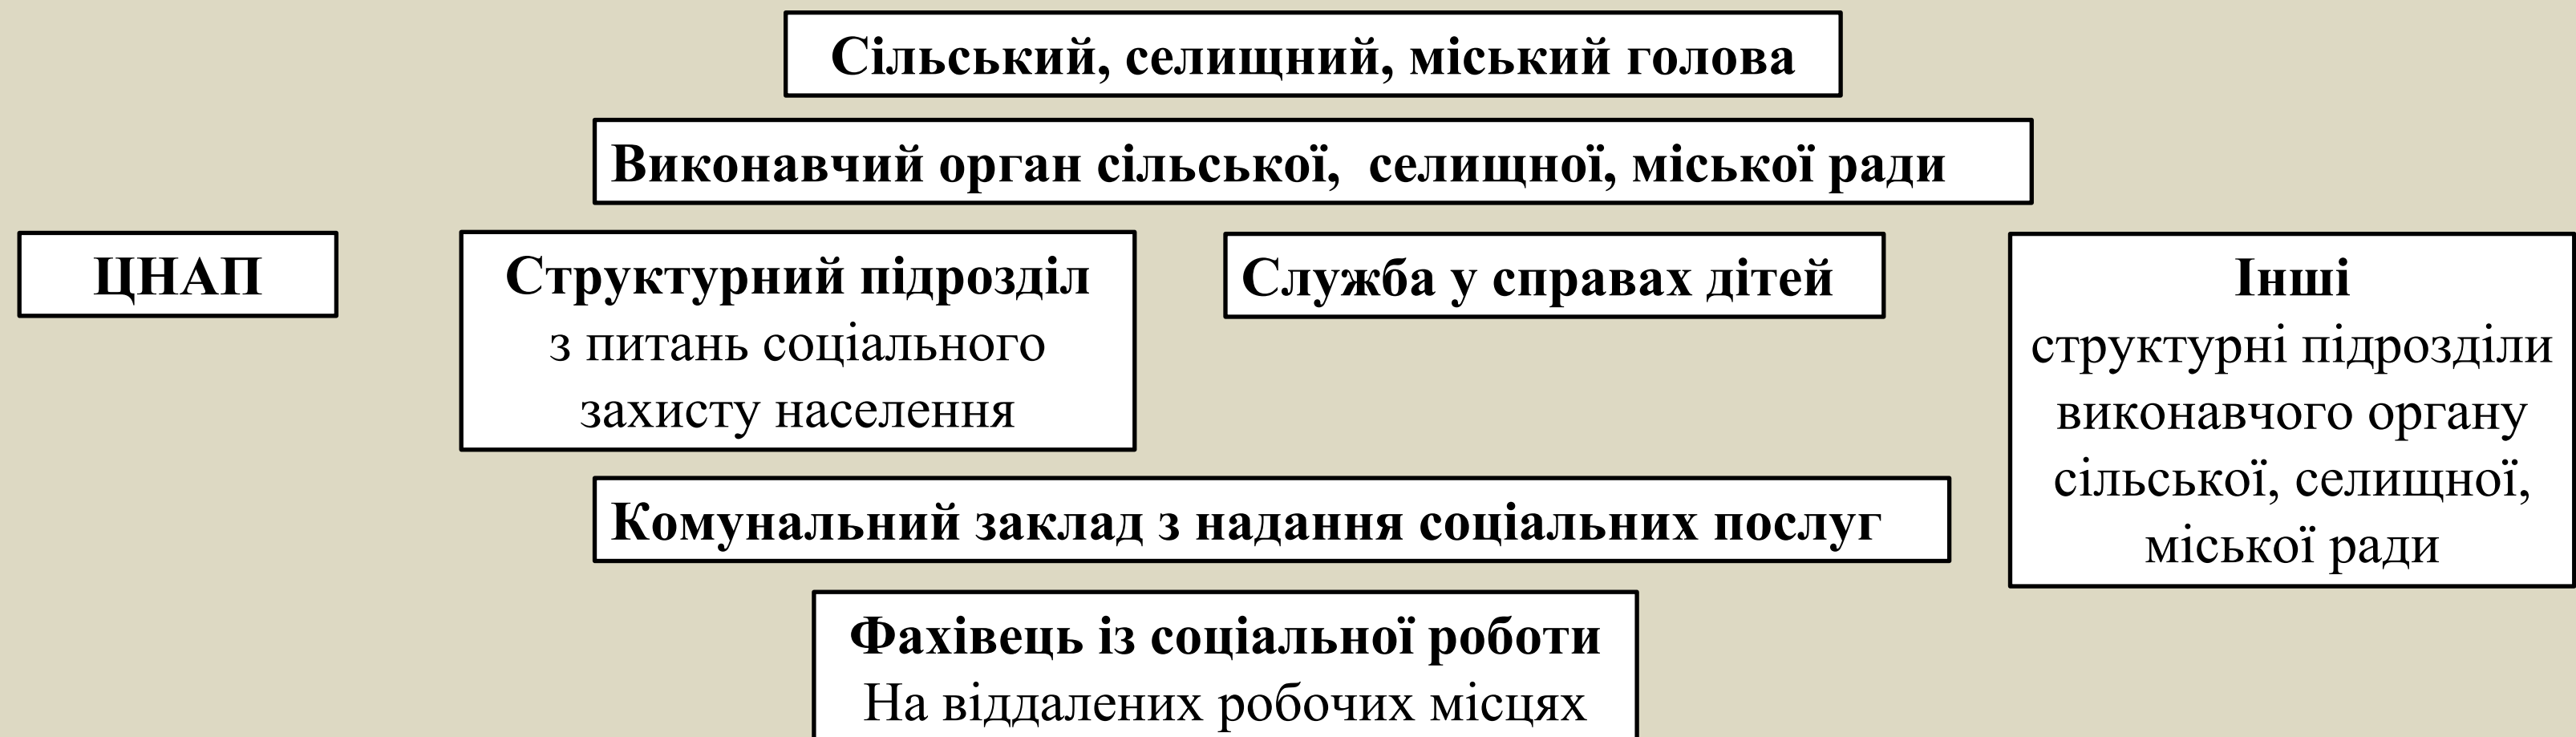 Сільський, селищний, міський голова
Виконавчий орган сільської, селищної, міської ради
ЦНАП
Структурний підрозділ
з питань соціального
захисту населення
Служба у справах дітей
Інші
структурні підрозділи
виконавчого органу
сільської, селищної,
міської ради
Комунальний заклад з надання соціальних послуг
Фахівець із соціальної роботи
На віддалених робочих місцях